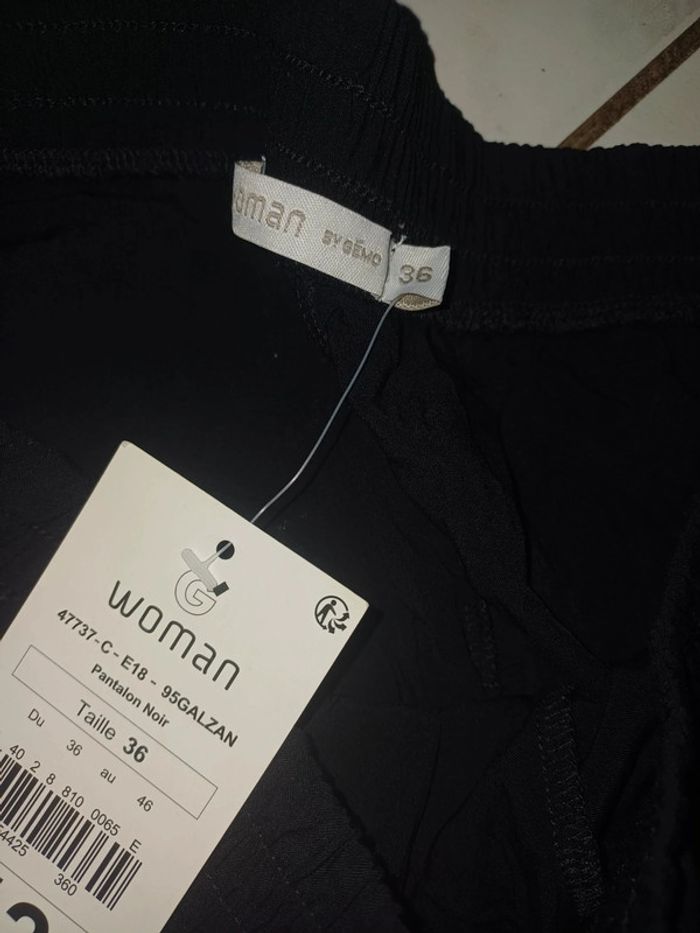 oman BY GĒMO 36
G
woman
47737-C-E18 - 95GALZAN
Pantalon Noir
Taille 36
Du 36 au 46
40 2 8 810 0065 E
4425 360